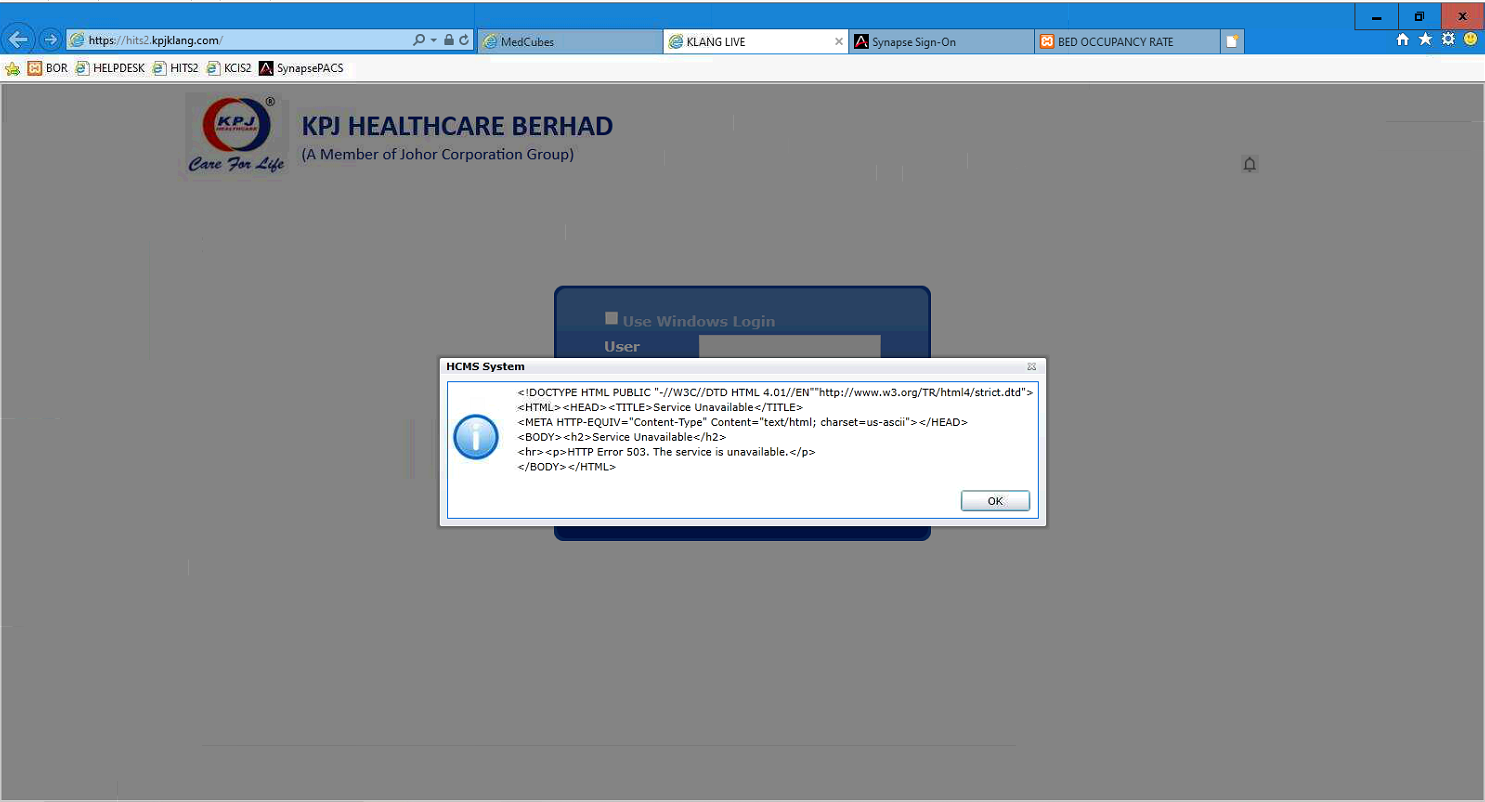 https://hits2.kpjklang.com/
MedCubes
KLANG LIVE
Synapse Sign-On
BED OCCUPANCY RATE
BOR HELPDESK HITS2 KCIS2 SynapsePACS
KPJ
HEALTHCARE
®
Care For Life
KPJ HEALTHCARE BERHAD
(A Member of Johor Corporation Group)
Use Windows Login
User
HCMS System
<!DOCTYPE HTML PUBLIC "-//W3C//DTD HTML 4.01//EN""http://www.w3.org/TR/html4/strict.dtd">
<HTML><HEAD><TITLE>Service Unavailable</TITLE>
<META HTTP-EQUIV="Content-Type" Content="text/html; charset=us-ascii"></HEAD>
<BODY><h2>Service Unavailable</h2>
<hr><p>HTTP Error 503. The service is unavailable.</p>
</BODY></HTML>
OK